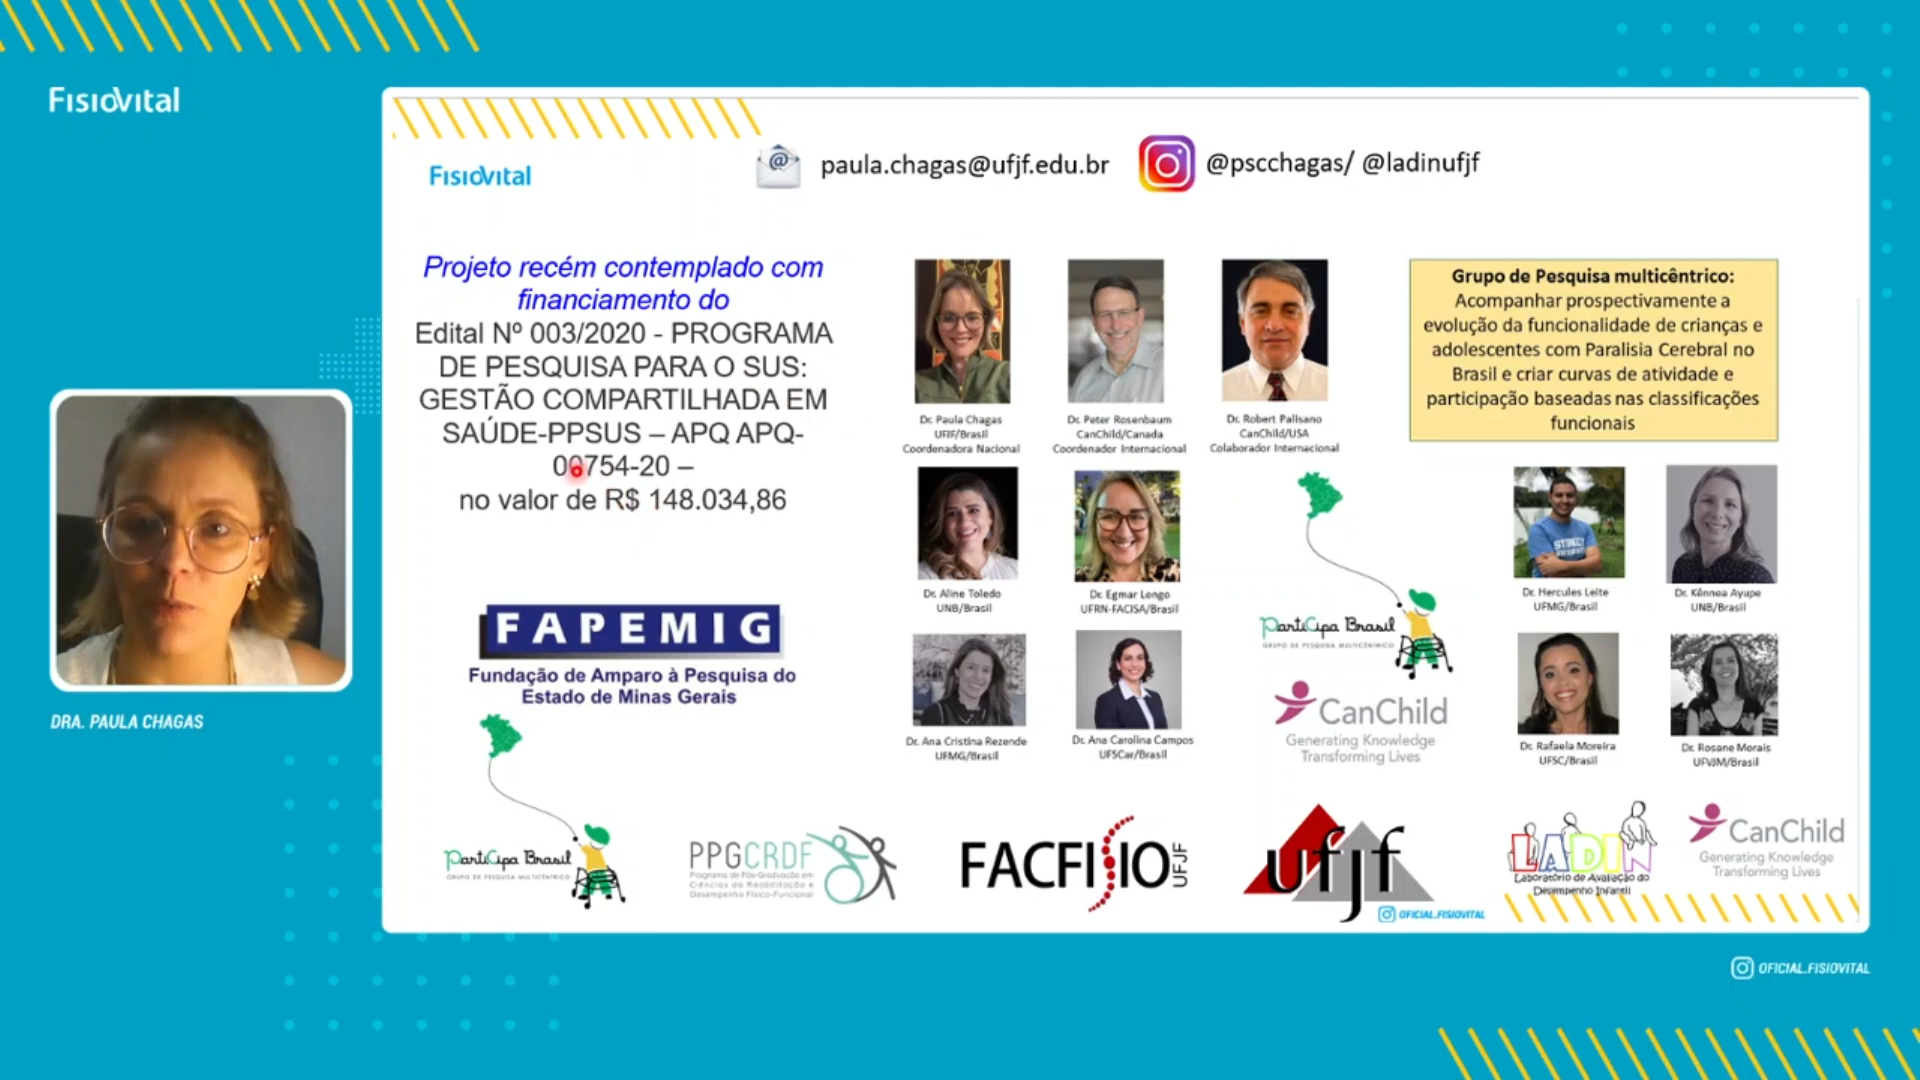 FisioVital
FisioVital
paula.chagas@ufjf.edu.br
@pscchagas/ @ladinufjf
Projeto recém contemplado com
financiamento do
Edital Nº 003/2020 - PROGRAMA
DE PESQUISA PARA O SUS:
GESTÃO COMPARTILHADA EM
SAÚDE-PPSUS – APQ APQ-
00754-20 –
no valor de R$ 148.034,86
FAPEMIG
Fundação de Amparo à Pesquisa do
Estado de Minas Gerais
Dr. Paula Chagas
UFJF/Brasil
Coordenadora Nacional
Dr. Peter Rosenbaum
CanChild/Canada
Coordenador Internacional
Dr. Robert Palisano
CanChild/USA
Colaborador Internacional
Grupo de Pesquisa multicêntrico:
Acompanhar prospectivamente a
evolução da funcionalidade de crianças e
adolescentes com Paralisia Cerebral no
Brasil e criar curvas de atividade e
participação baseadas nas classificações
funcionais
Dr. Aline Toledo
UNB/Brasil
Dr. Egmar Longo
UFRN-FACISA/Brasil
SYDNEY
Dr. Hercules Leite
UFMG/Brasil
Dr. Kênnea Ayupe
UNB/Brasil
PartiCipa Brasil
GRUPO DE PESQUISA MULTICÊNTRICO
Dr. Ana Cristina Rezende
UFMG/Brasil
Dr. Ana Carolina Campos
UFSCar/Brasil
CanChild
Generating Knowledge
Transforming Lives
Dr. Rafaela Moreira
UFSC/Brasil
Dr. Rosane Morais
UFVJM/Brasil
DRA. PAULA CHAGAS
PartiCipa Brasil
GRUPO DE PESQUISA MULTICÊNTRICO
PPGCRDF
Programa de Pós-Graduação em
Ciências da Reabilitação e
Desempenho Físico-Funcional
FACFISIO
UFJF
ufjf
LADIN
Laboratório de Avaliação do
Desempenho Infantil
CanChild
Generating Knowledge
Transforming Lives
OFICIAL.FISIOVITAL
OFICIAL.FISIOVITAL